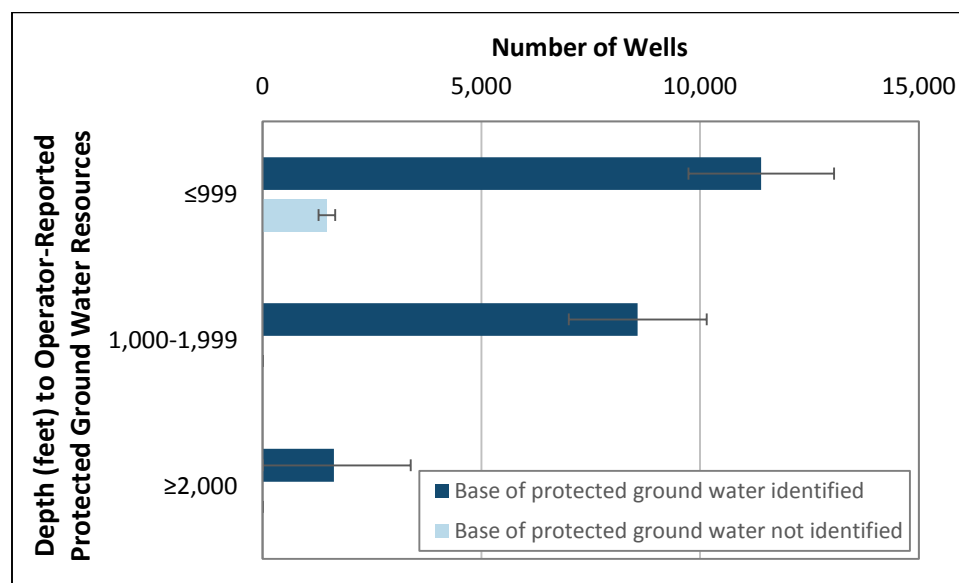 Number of Wells
0 5,000 10,000 15,000
Depth (feet) to Operator-Reported
Protected Ground Water Resources
≤999
1,000-1,999
≥2,000
Base of protected ground water identified
Base of protected ground water not identified